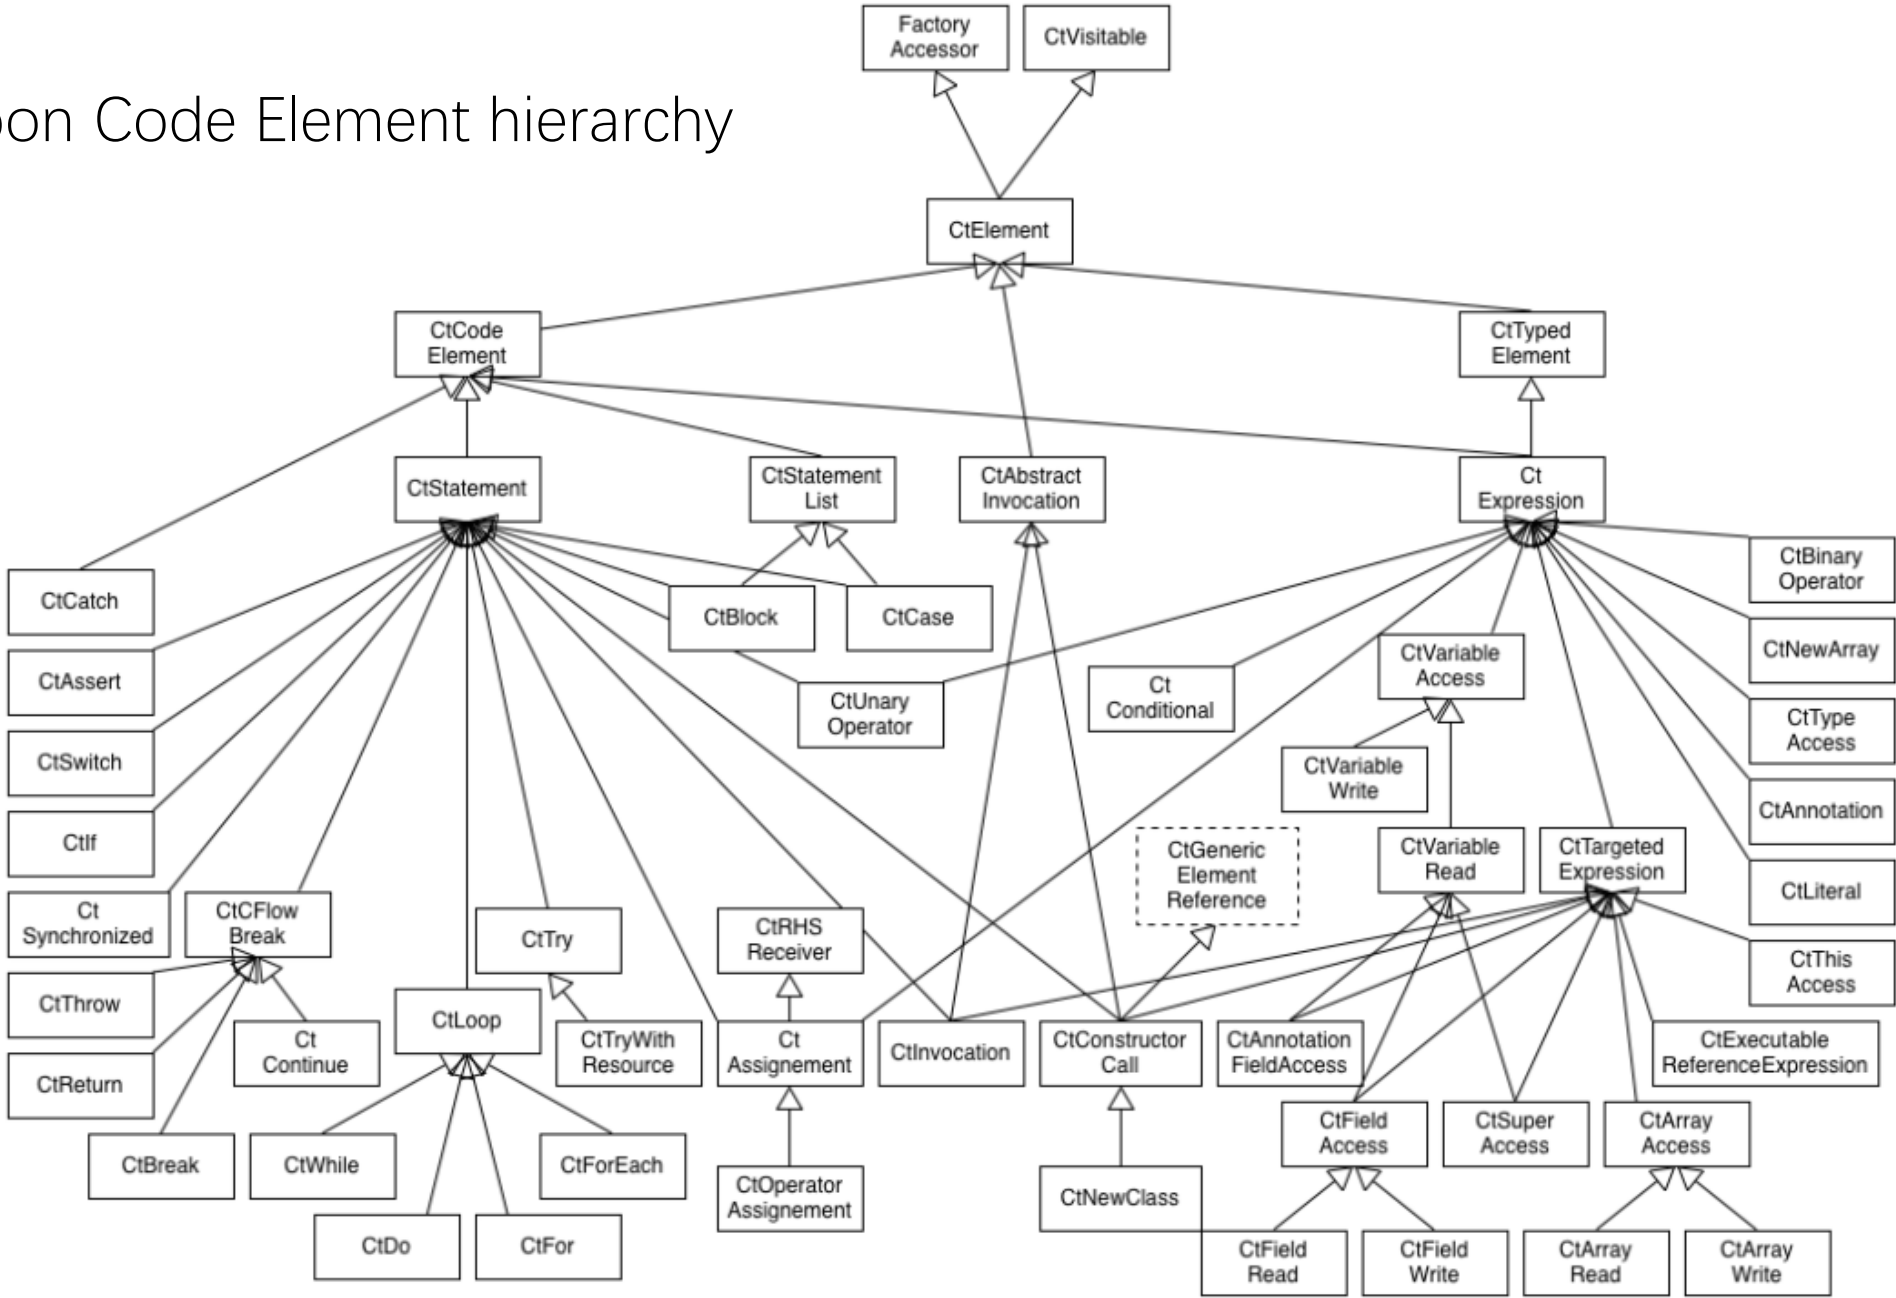 Factory
Accessor
CtVisitable
oon Code Element hierarchy
CtElement
CtCode
Element
CtTyped
Element
CtStatement
CtStatement
List
CtAbstract
Invocation
Ct
Expression
CtBinary
Operator
CtCatch
CtBlock
CtCase
CtNewArray
CtAssert
CtUnary
Operator
Ct
Conditional
CtVariable
Access
CtType
Access
CtSwitch
CtVariable
Write
CtAnnotation
CtIf
CtGeneric
Element
Reference
CtVariable
Read
CtTargeted
Expression
CtLiteral
Ct
Synchronized
CtCFlow
Break
CtTry
CtRHS
Receiver
CtThis
Access
CtThrow
Ct
Continue
CtLoop
CtTryWith
Resource
Ct
Assignement
CtInvocation
CtConstructor
Call
CtAnnotation
FieldAccess
CtExecutable
ReferenceExpression
CtReturn
CtField
Access
CtSuper
Access
CtArray
Access
CtBreak
CtWhile
CtForEach
CtOperator
Assignement
CtNewClass
CtDo
CtFor
CtField
Read
CtField
Write
CtArray
Read
CtArray
Write